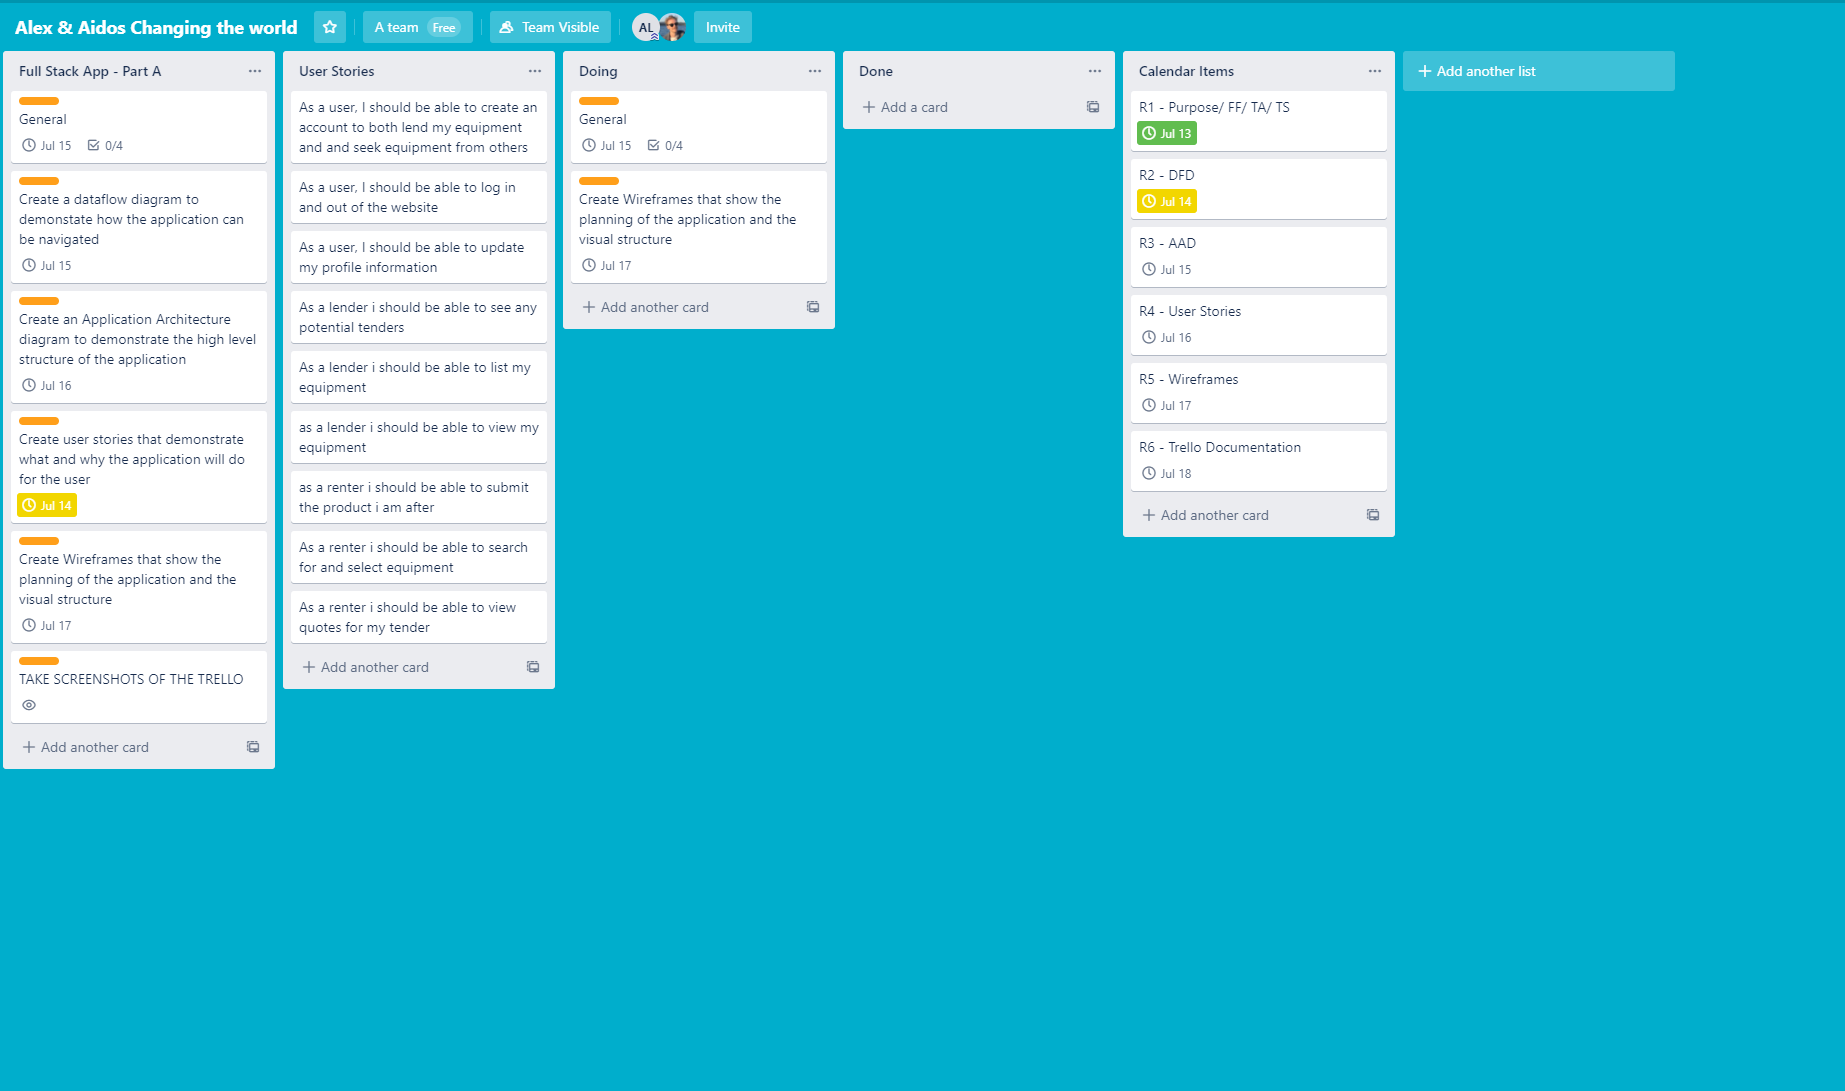 Alex & Aidos Changing the world
A team Free
Team Visible
AL
Invite
Full Stack App - Part A
General
Jul 15 0/4
Create a dataflow diagram to
demonstate how the application can
be navigated
Jul 15
Create an Application Architecture
diagram to demonstrate the high level
structure of the application
Jul 16
Create user stories that demonstrate
what and why the application will do
for the user
Jul 14
Create Wireframes that show the
planning of the application and the
visual structure
Jul 17
TAKE SCREENSHOTS OF THE TRELLO
+ Add another card
User Stories
As a user, I should be able to create an
account to both lend my equipment
and and seek equipment from others
As a user, I should be able to log in
and out of the website
As a user, I should be able to update
my profile information
As a lender i should be able to see any
potential tenders
As a lender i should be able to list my
equipment
as a lender i should be able to view my
equipment
as a renter i should be able to submit
the product i am after
As a renter i should be able to search
for and select equipment
As a renter i should be able to view
quotes for my tender
+ Add another card
Doing
General
Jul 15 0/4
Create Wireframes that show the
planning of the application and the
visual structure
Jul 17
+ Add another card
Done
+ Add a card
Calendar Items
R1 - Purpose/ FF/ TA/ TS
Jul 13
R2 - DFD
Jul 14
R3 - AAD
Jul 15
R4 - User Stories
Jul 16
R5 - Wireframes
Jul 17
R6 - Trello Documentation
Jul 18
+ Add another card
+ Add another list